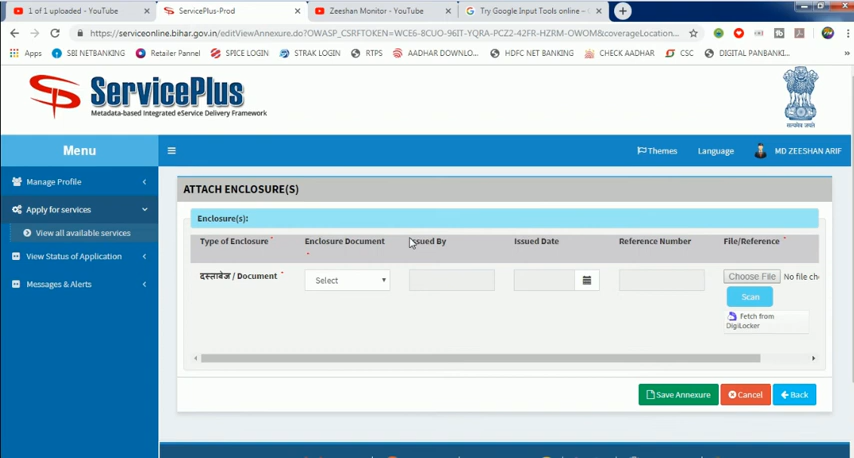 1 of 1 uploaded - YouTube
ServicePlus-Prod
Zeeshan Monitor - YouTube
Try Google Input Tools online – G
https://serviceonline.bihar.gov.in/editViewAnnexure.do?OWASP_CSRFTOKEN=WCE6-8CUO-96IT-YQRA-PCZ2-42FR-HZRM-OWOM&coverageLocation...
Apps SBI NETBANKING Retailer Pannel SPICE LOGIN STRAK LOGIN RTPS AADHAR DOWNLO... HDFC NET BANKING CHECK AADHAR CSC DIGITAL PANBANKI...
ServicePlus
Metadata-based Integrated eService Delivery Framework
Menu
Themes Language MD ZEESHAN ARIF
Manage Profile
Apply for services
View all available services
View Status of Application
Messages & Alerts
ATTACH ENCLOSURE(S)
Enclosure(s):
Type of Enclosure * Enclosure Document * Issued By Issued Date Reference Number File/Reference *
दस्तावेज / Document * Select Choose File No file ch
Scan
Fetch from
DigiLocker
Save Annexure Cancel Back